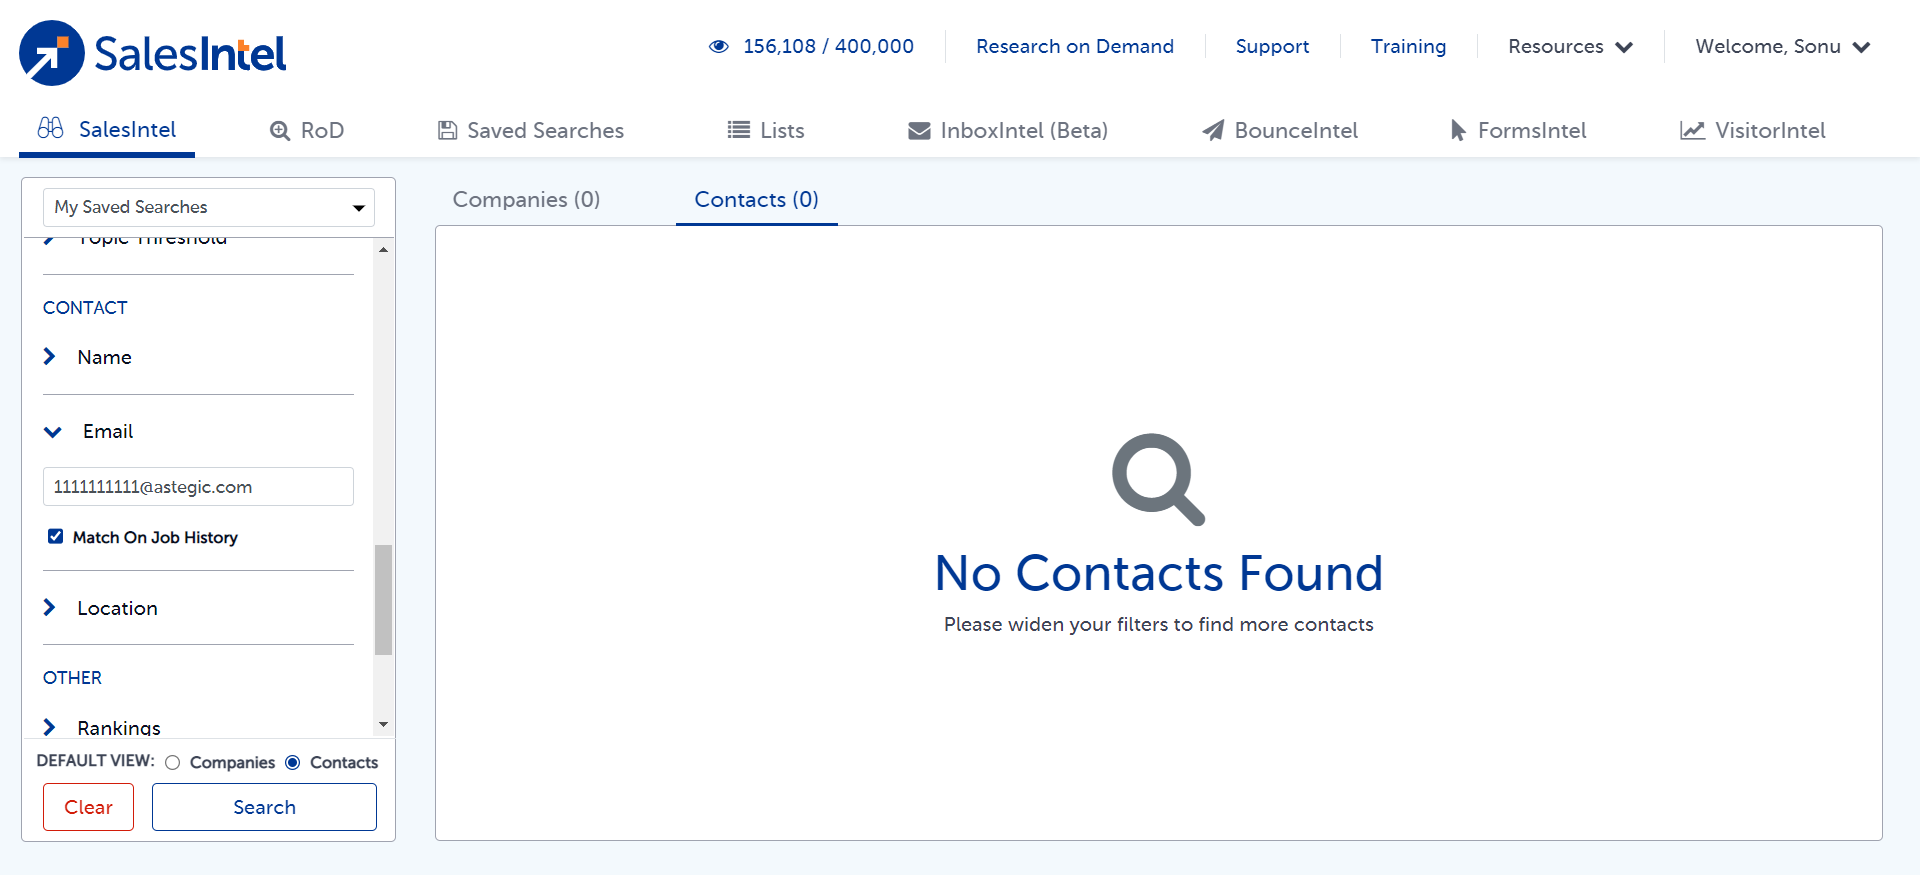 SalesIntel
156,108 / 400,000
Research on Demand
Support
Training
Resources
Welcome, Sonu
SalesIntel
RoD
Saved Searches
Lists
InboxIntel (Beta)
BounceIntel
FormsIntel
VisitorIntel
My Saved Searches
Topic Threshold
CONTACT
Name
Email
1111111111@astegic.com
Match On Job History
Location
OTHER
Rankings
DEFAULT VIEW: Companies Contacts
Clear
Search
Companies (0)
Contacts (0)
No Contacts Found
Please widen your filters to find more contacts